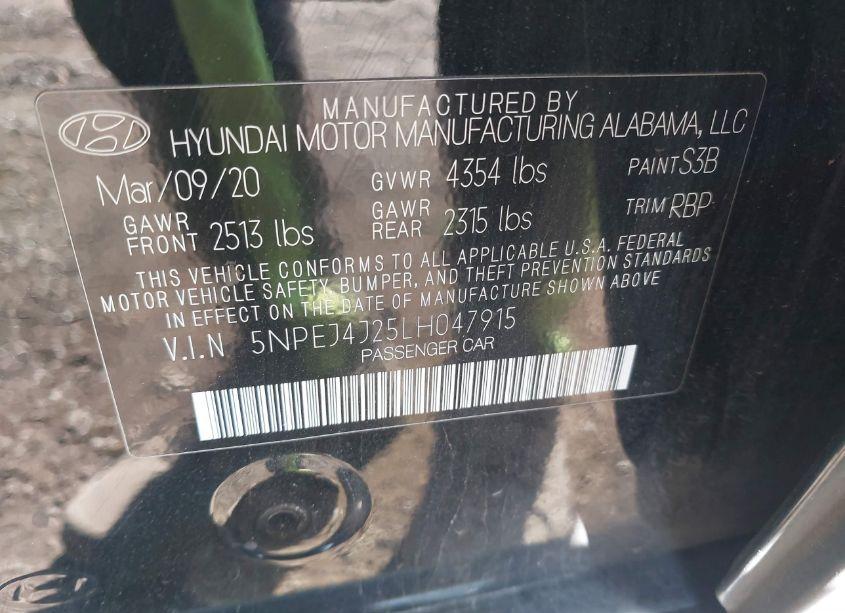 MANUFACTURED BY
HYUNDAI MOTOR MANUFACTURING ALABAMA, LLC
Mar/09/20 GVWR 4354 lbs PAINT S3B
GAWR FRONT 2513 lbs GAWR REAR 2315 lbs TRIM RBP
THIS VEHICLE CONFORMS TO ALL APPLICABLE U.S.A. FEDERAL
MOTOR VEHICLE SAFETY, BUMPER, AND THEFT PREVENTION STANDARDS
IN EFFECT ON THE DATE OF MANUFACTURE SHOWN ABOVE
V.I.N 5NPEJ4J25LH047915
PASSENGER CAR